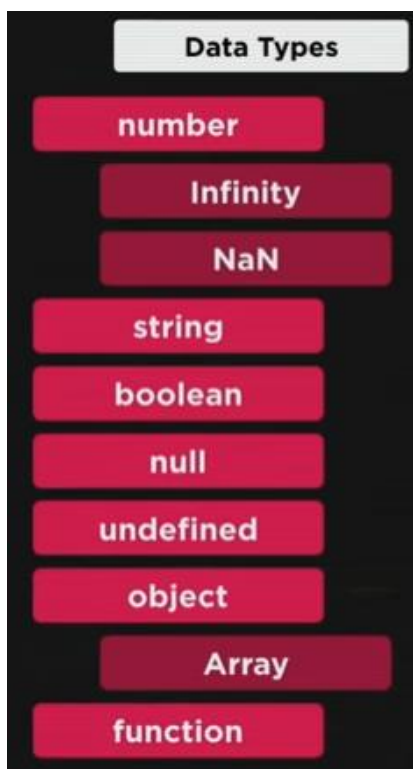 Data Types
number
Infinity
NaN
string
boolean
null
undefined
object
Array
function